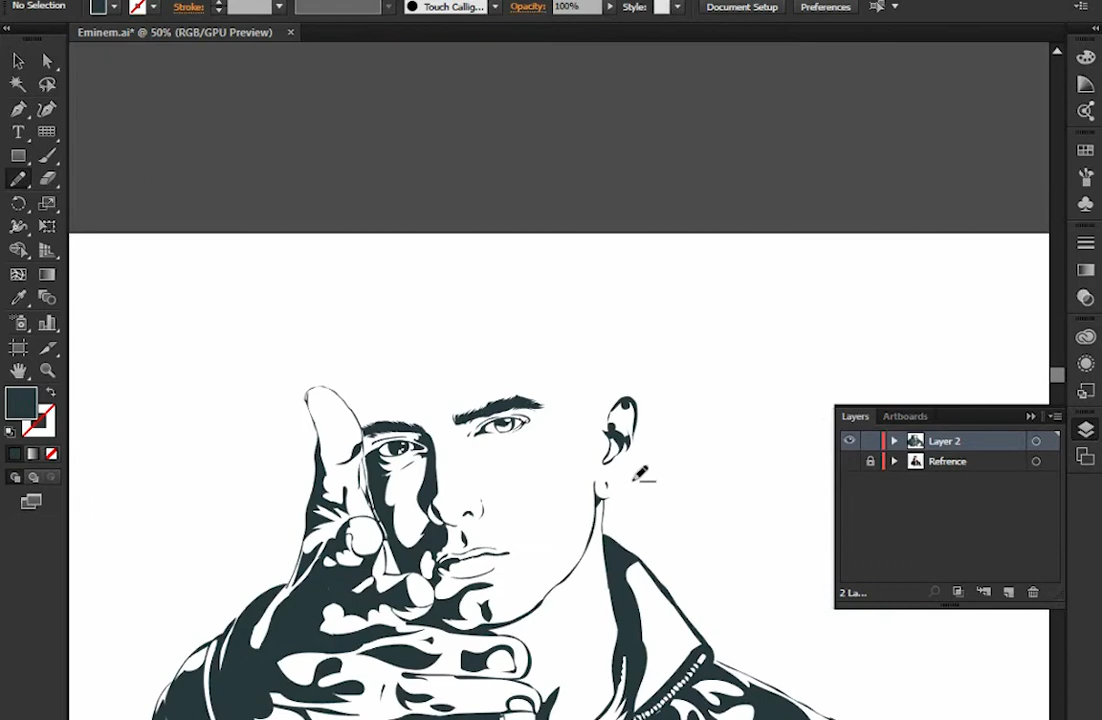 No Selection Stroke: Touch Callig... Opacity: 100% Style: Document Setup Preferences
Eminem.ai* @ 50% (RGB/GPU Preview) ×
Layers Artboards
Layer 2
Refrence
2 La...